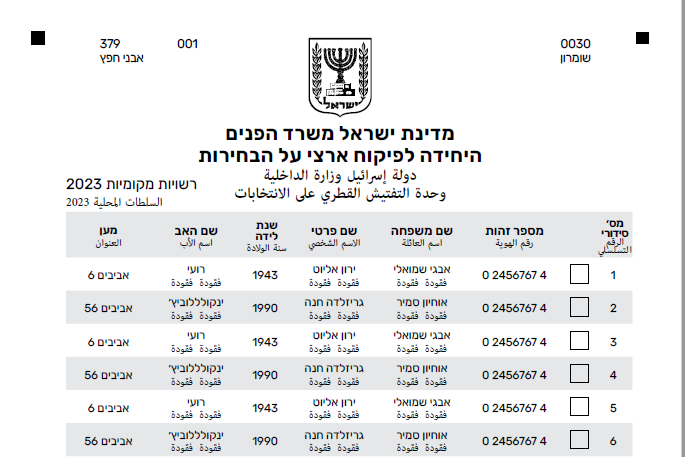 0030 001 379
שומרון אבני חפץ
ישראל
מדינת ישראל משרד הפנים
היחידה לפיקוח ארצי על הבחירות
دولة إسرائيل وزارة الداخلية
وحدة التفتيش القطري على الانتخابات
רשויות מקומיות 2023
السلطات المحلية 2023
מס׳ סידורי מספר זהות שם משפחה שם פרטי שנת לידה שם האב מען
الرقم التسلسلي رقم الهوية اسم العائلة الاسم الشخصي سنة الولادة اسم الأب العنوان
1 0 2456767 4 אבגי שמואלי ירון אליוט 1943 רועי אביבים 6
فقودة فقودة فقودة فقودة فقودة فقودة
2 0 2456767 4 אוחיון סמיר גריזלדה חנה 1990 ינקולללוביץ׳ אביבים 56
فقودة فقودة فقودة فقودة فقودة فقودة
3 0 2456767 4 אבגי שמואלי ירון אליוט 1943 רועי אביבים 6
فقودة فقودة فقودة فقودة فقودة فقودة
4 0 2456767 4 אוחיון סמיר גריזלדה חנה 1990 ינקולללוביץ׳ אביבים 56
فقودة فقودة فقودة فقودة فقودة فقودة
5 0 2456767 4 אבגי שמואלי ירון אליוט 1943 רועי אביבים 6
فقودة فقودة فقودة فقودة فقودة فقودة
6 0 2456767 4 אוחיון סמיר גריזלדה חנה 1990 ינקולללוביץ׳ אביבים 56
فقودة فقودة فقودة فقودة فقودة فقودة